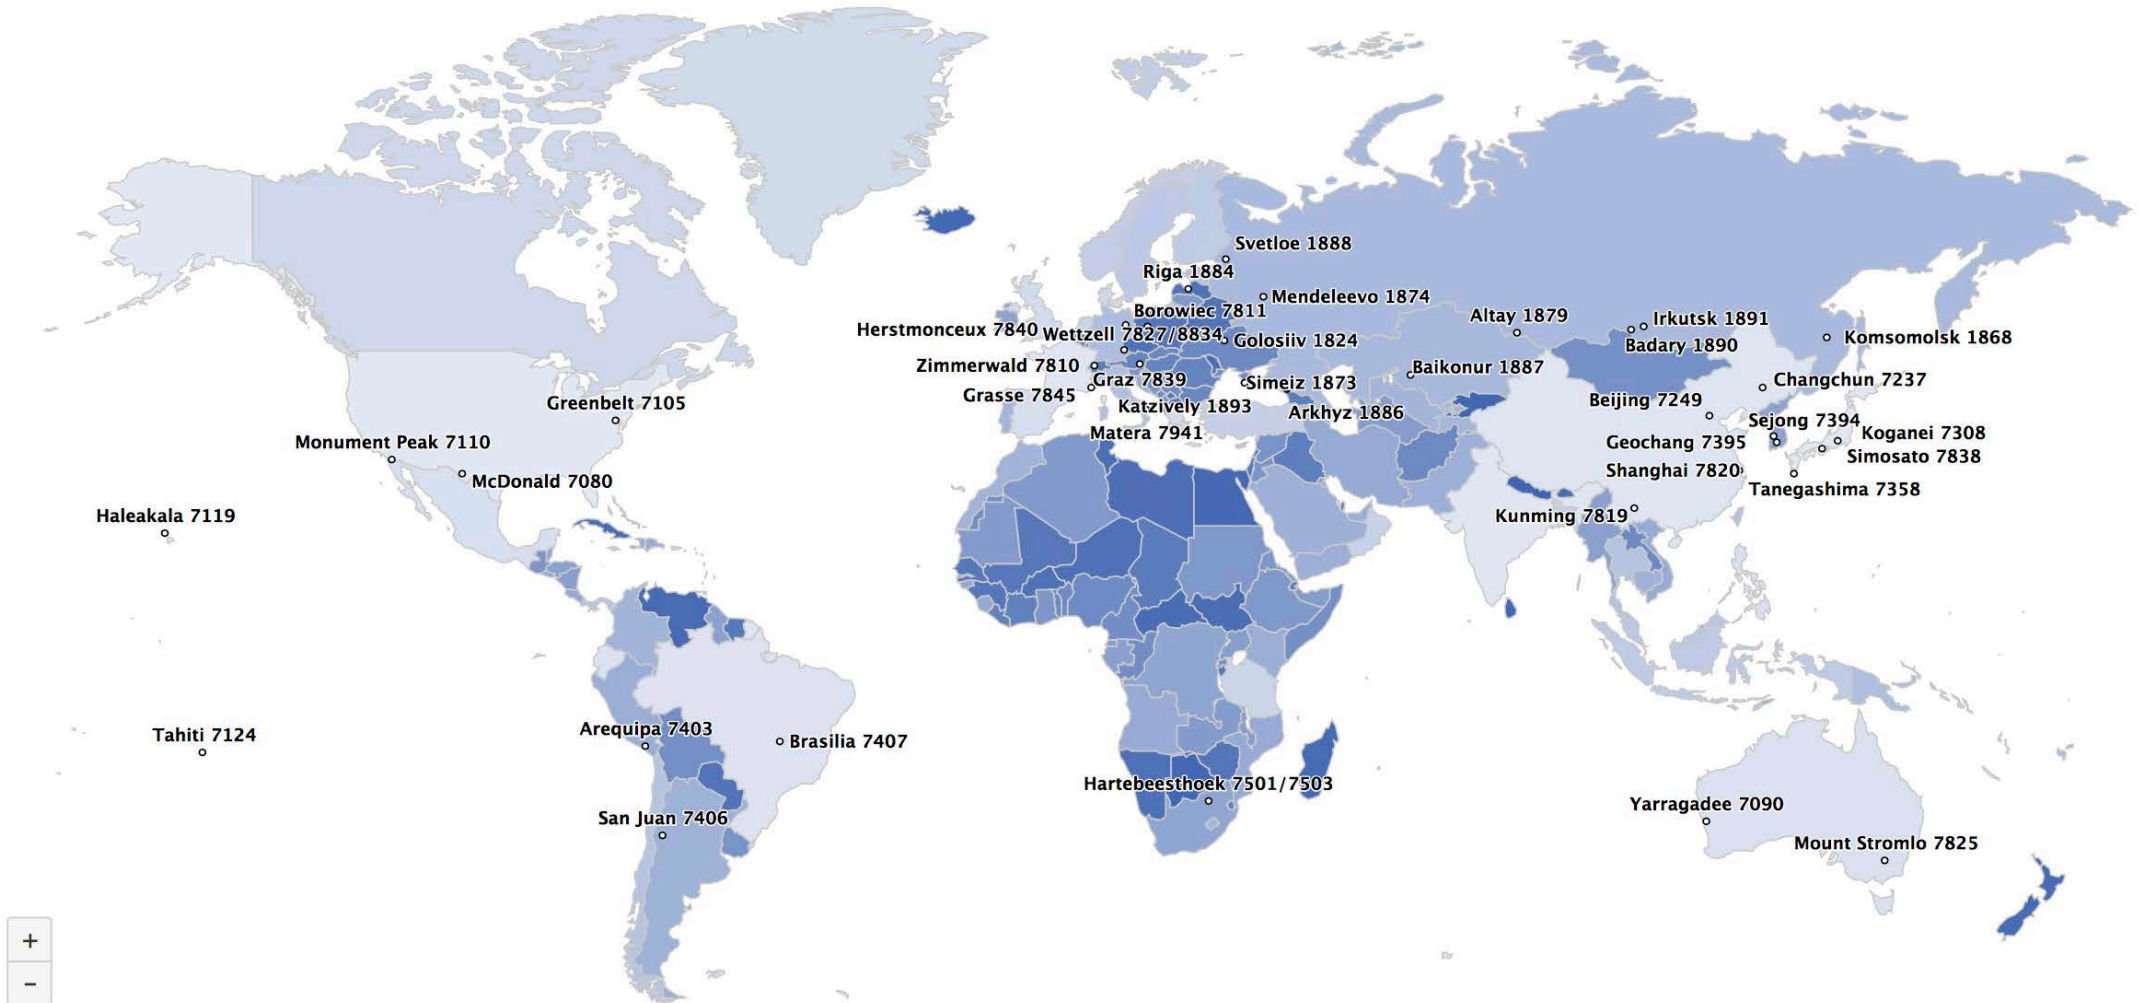 Svetloe 1888
Riga 1884
Mendeleevo 1874
Borowiec 7811
Altay 1879
Irkutsk 1891
Herstmonceux 7840
Wettzell 7827/8834
Golosiiv 1824
Badary 1890
Komsomolsk 1868
Zimmerwald 7810
Graz 7839
Simeiz 1873
Baikonur 1887
Changchun 7237
Grasse 7845
Katzively 1893
Arkhyz 1886
Beijing 7249
Greenbelt 7105
Sejong 7394
Matera 7941
Koganei 7308
Monument Peak 7110
Geochang 7395
Simosato 7838
McDonald 7080
Shanghai 7820
Tanegashima 7358
Haleakala 7119
Kunming 7819
Tahiti 7124
Arequipa 7403
Brasilia 7407
Hartebeesthoek 7501/7503
San Juan 7406
Yarragadee 7090
Mount Stromlo 7825
+
−